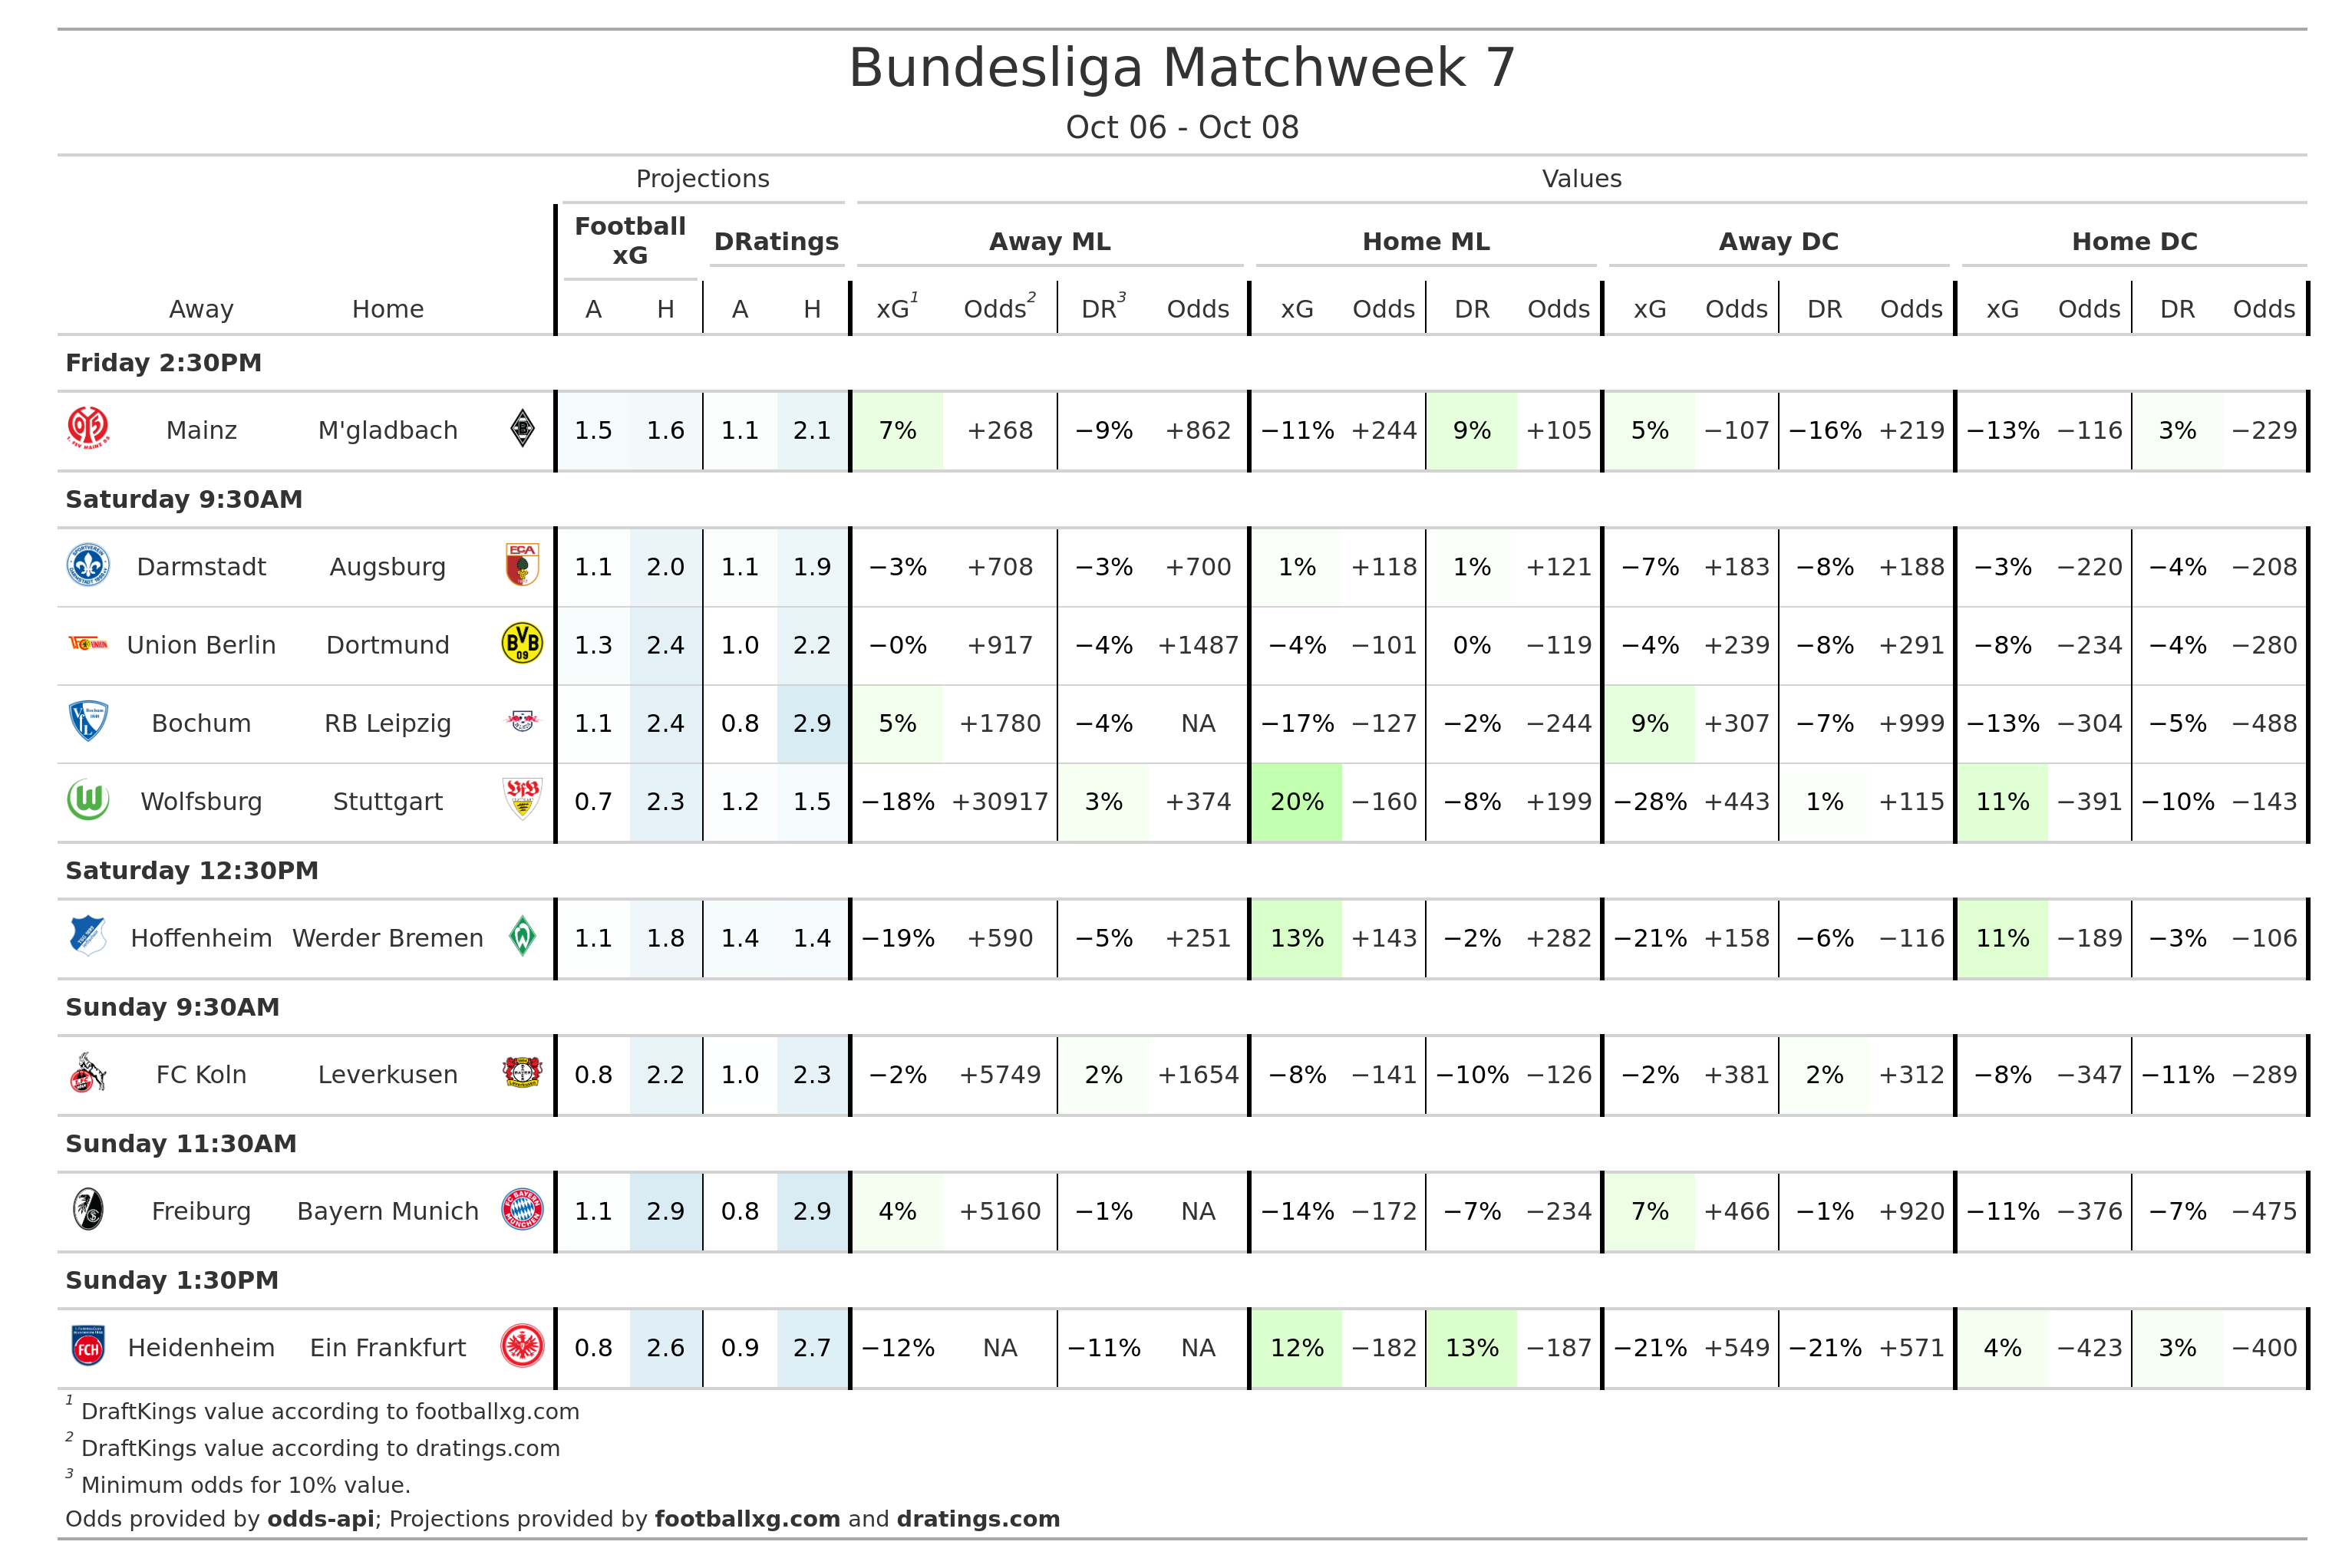 Bundesliga Matchweek 7
Oct 06 - Oct 08
Projections Values
Football xG DRatings Away ML Home ML Away DC Home DC
Away Home A H A H xG1 Odds2 DR3 Odds xG Odds DR Odds xG Odds DR Odds xG Odds DR Odds
Friday 2:30PM
Mainz M'gladbach 1.5 1.6 1.1 2.1 7% +268 −9% +862 −11% +244 9% +105 5% −107 −16% +219 −13% −116 3% −229
Saturday 9:30AM
Darmstadt Augsburg 1.1 2.0 1.1 1.9 −3% +708 −3% +700 1% +118 1% +121 −7% +183 −8% +188 −3% −220 −4% −208
Union Berlin Dortmund 1.3 2.4 1.0 2.2 −0% +917 −4% +1487 −4% −101 0% −119 −4% +239 −8% +291 −8% −234 −4% −280
Bochum RB Leipzig 1.1 2.4 0.8 2.9 5% +1780 −4% NA −17% −127 −2% −244 9% +307 −7% +999 −13% −304 −5% −488
Wolfsburg Stuttgart 0.7 2.3 1.2 1.5 −18% +30917 3% +374 20% −160 −8% +199 −28% +443 1% +115 11% −391 −10% −143
Saturday 12:30PM
Hoffenheim Werder Bremen 1.1 1.8 1.4 1.4 −19% +590 −5% +251 13% +143 −2% +282 −21% +158 −6% −116 11% −189 −3% −106
Sunday 9:30AM
FC Koln Leverkusen 0.8 2.2 1.0 2.3 −2% +5749 2% +1654 −8% −141 −10% −126 −2% +381 2% +312 −8% −347 −11% −289
Sunday 11:30AM
Freiburg Bayern Munich 1.1 2.9 0.8 2.9 4% +5160 −1% NA −14% −172 −7% −234 7% +466 −1% +920 −11% −376 −7% −475
Sunday 1:30PM
Heidenheim Ein Frankfurt 0.8 2.6 0.9 2.7 −12% NA −11% NA 12% −182 13% −187 −21% +549 −21% +571 4% −423 3% −400
1 DraftKings value according to footballxg.com
2 DraftKings value according to dratings.com
3 Minimum odds for 10% value.
Odds provided by odds-api; Projections provided by footballxg.com and dratings.com